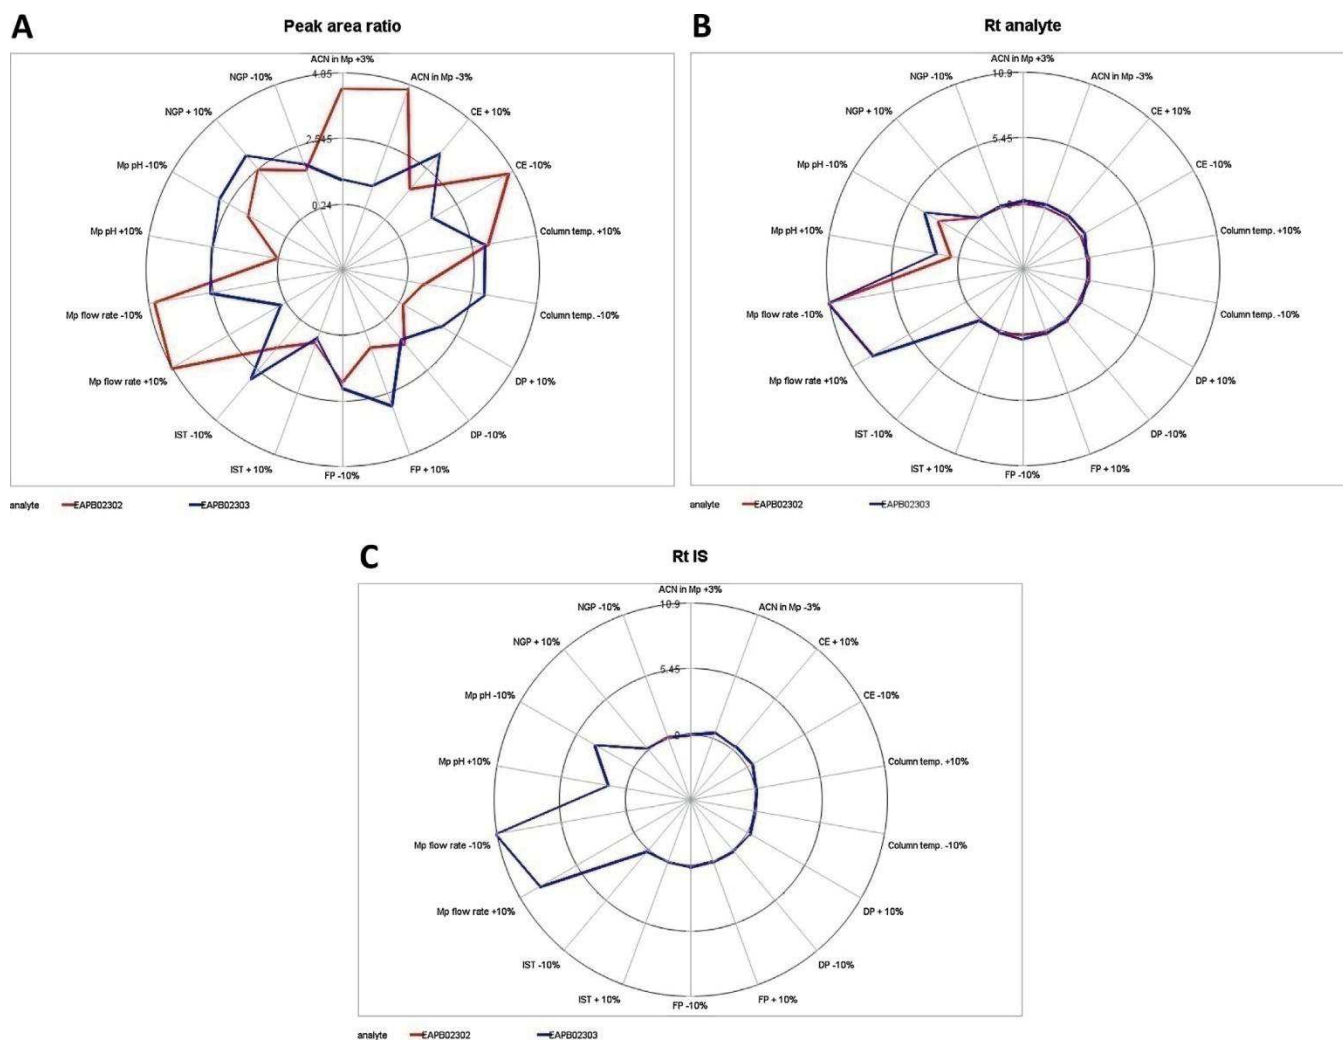 A
Peak area ratio
ACN in Mp +3%
4.85
ACN in Mp -3%
CE + 10%
CE -10%
Column temp. +10%
Column temp. -10%
DP + 10%
DP -10%
FP + 10%
FP -10%
IST + 10%
IST -10%
Mp flow rate +10%
Mp flow rate -10%
Mp pH +10%
Mp pH -10%
NGP + 10%
NGP -10%
2.545
0.24
analyte EAPB02302 EAPB02303
B
Rt analyte
ACN in Mp +3%
10.9
ACN in Mp -3%
CE + 10%
CE -10%
Column temp. +10%
Column temp. -10%
DP + 10%
DP -10%
FP + 10%
FP -10%
IST + 10%
IST -10%
Mp flow rate +10%
Mp flow rate -10%
Mp pH +10%
Mp pH -10%
NGP + 10%
NGP -10%
5.45
analyte EAPB02302 EAPB02303
C
Rt IS
ACN in Mp +3%
10.9
ACN in Mp -3%
CE + 10%
CE -10%
Column temp. +10%
Column temp. -10%
DP + 10%
DP -10%
FP + 10%
FP -10%
IST + 10%
IST -10%
Mp flow rate +10%
Mp flow rate -10%
Mp pH +10%
Mp pH -10%
NGP + 10%
NGP -10%
5.45
analyte EAPB02302 EAPB02303